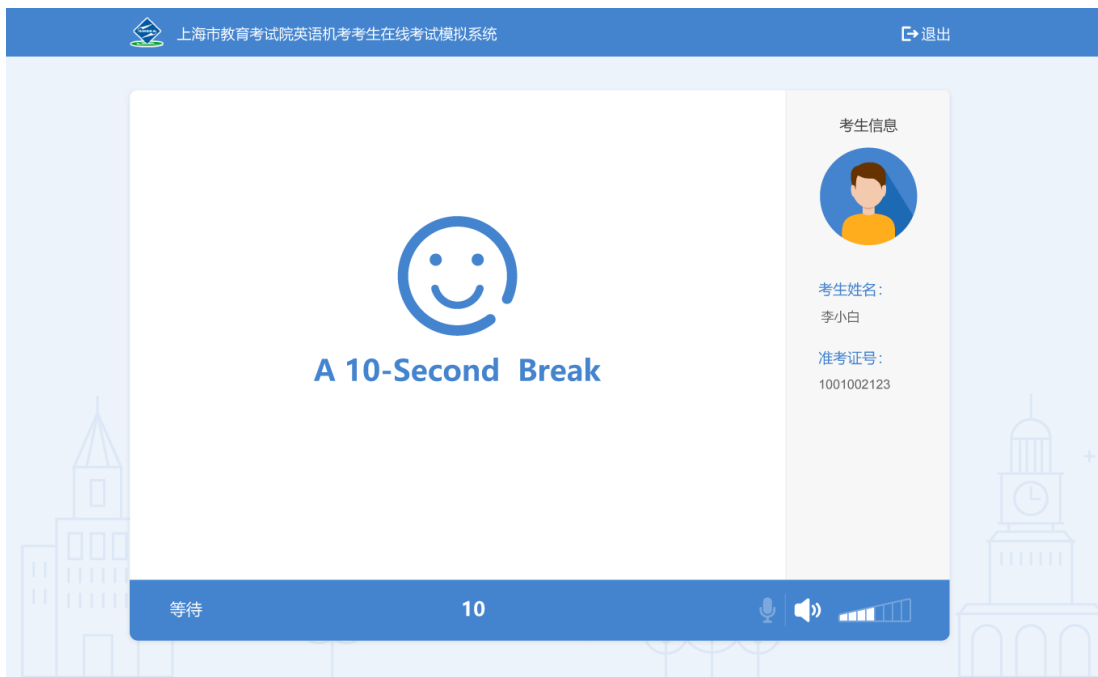 上海市教育考试院英语机考考生在线考试模拟系统
退出
考生信息
A 10-Second Break
考生姓名：
李小白
准考证号：
1001002123
等待
10